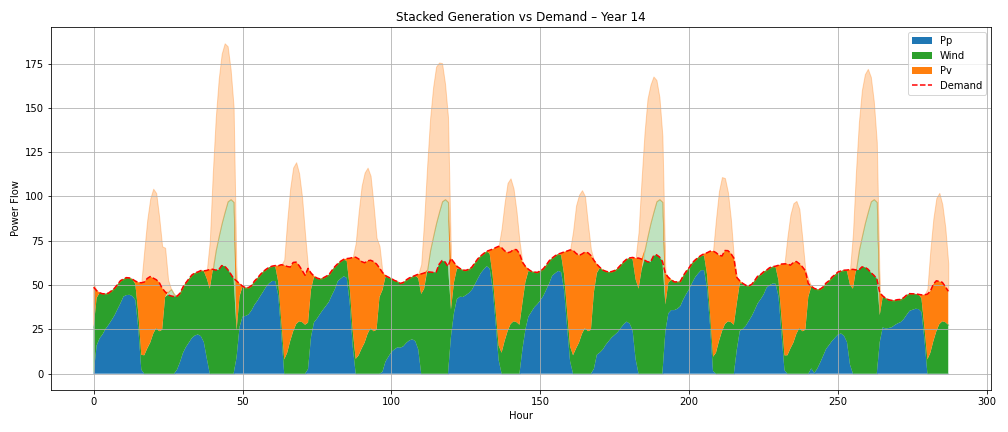 Stacked Generation vs Demand – Year 14
Pp
Wind
Pv
Demand
Power Flow
175
150
125
100
75
50
25
0
0 50 100 150 200 250 300
Hour